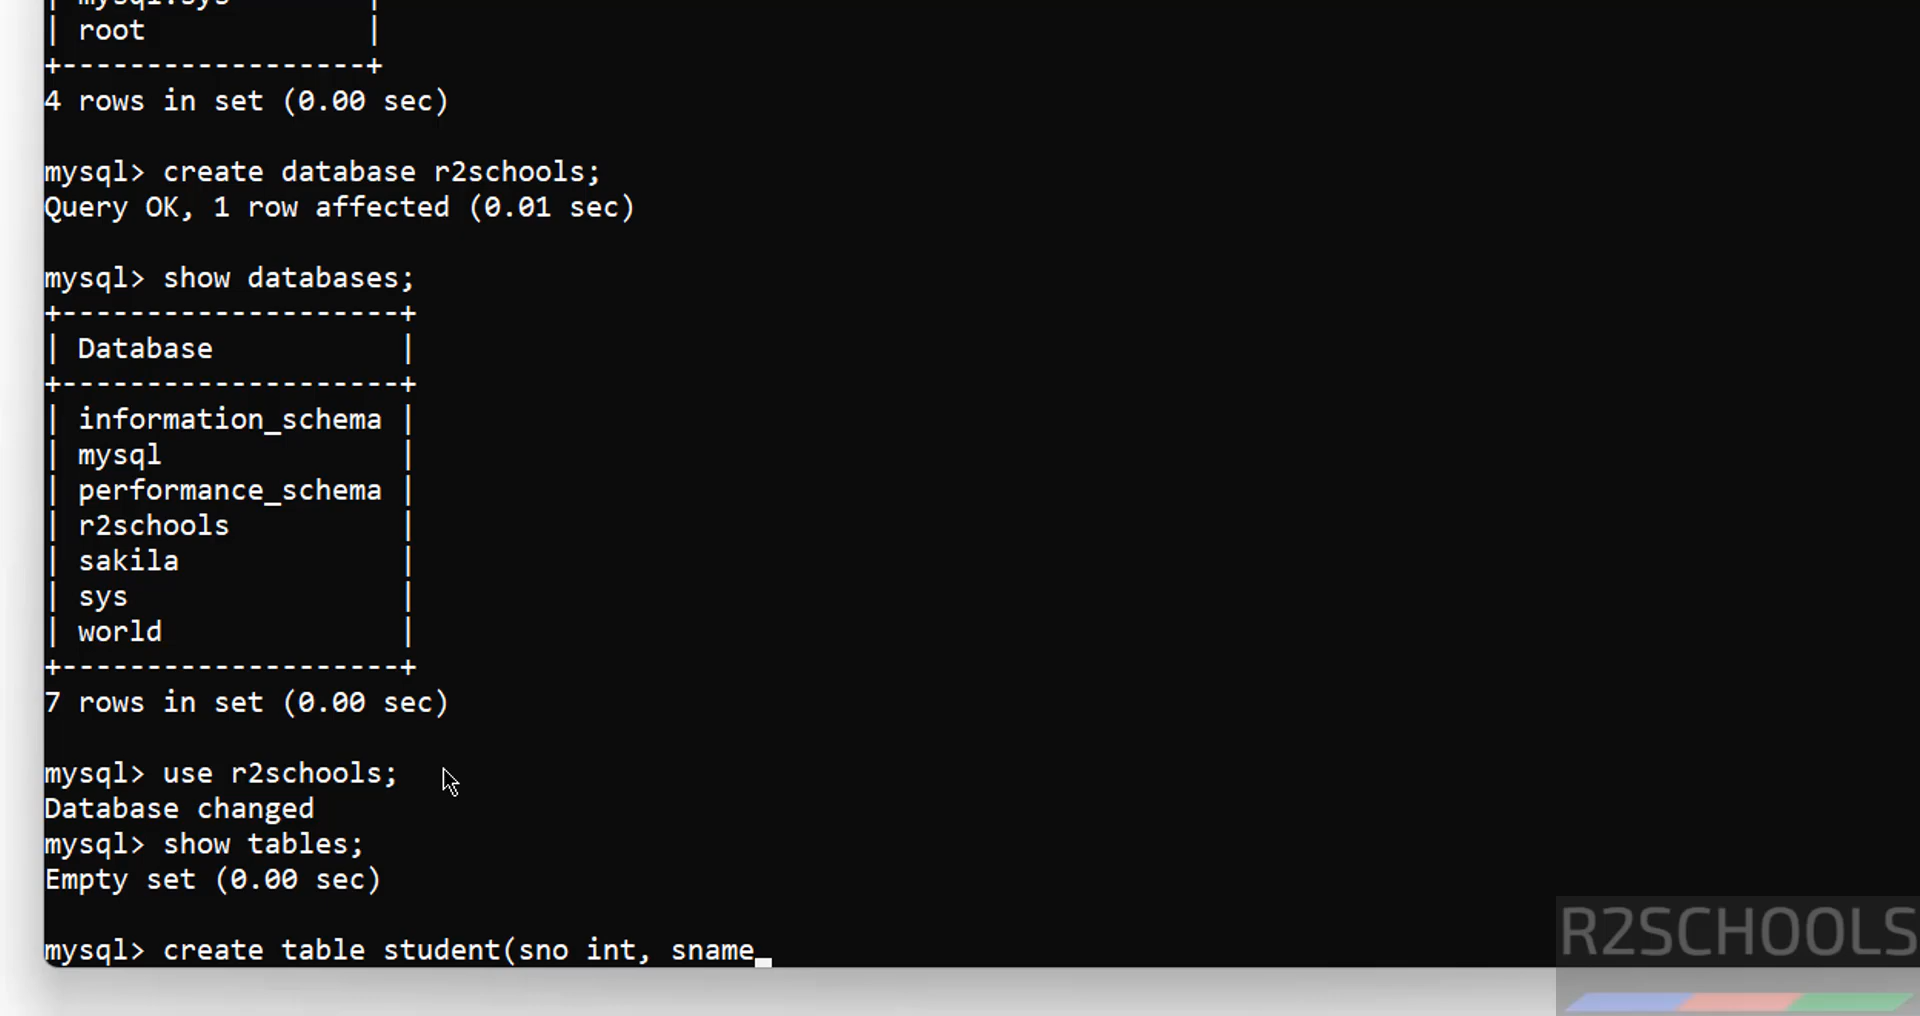 | mysql.sys |
| root |
+------------------+
4 rows in set (0.00 sec)
mysql> create database r2schools;
Query OK, 1 row affected (0.01 sec)
mysql> show databases;
+--------------------+
| Database |
+--------------------+
| information_schema |
| mysql |
| performance_schema |
| r2schools |
| sakila |
| sys |
| world |
+--------------------+
7 rows in set (0.00 sec)
mysql> use r2schools;
Database changed
mysql> show tables;
Empty set (0.00 sec)
mysql> create table student(sno int, sname
R2SCHOOLS